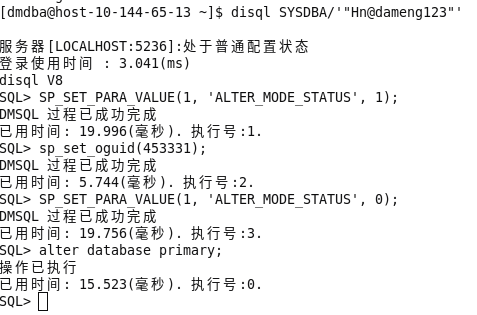 [dmdba@host-10-144-65-13 ~]$ disql SYSDBA/'"Hn@dameng123"'
服务器[LOCALHOST:5236]:处于普通配置状态
登录使用时间 : 3.041(ms)
disql V8
SQL> SP_SET_PARA_VALUE(1, 'ALTER_MODE_STATUS', 1);
DMSQL 过程已成功完成
已用时间: 19.996(毫秒). 执行号:1.
SQL> sp_set_oguid(453331);
DMSQL 过程已成功完成
已用时间: 5.744(毫秒). 执行号:2.
SQL> SP_SET_PARA_VALUE(1, 'ALTER_MODE_STATUS', 0);
DMSQL 过程已成功完成
已用时间: 19.756(毫秒). 执行号:3.
SQL> alter database primary;
操作已执行
已用时间: 15.523(毫秒). 执行号:0.
SQL>